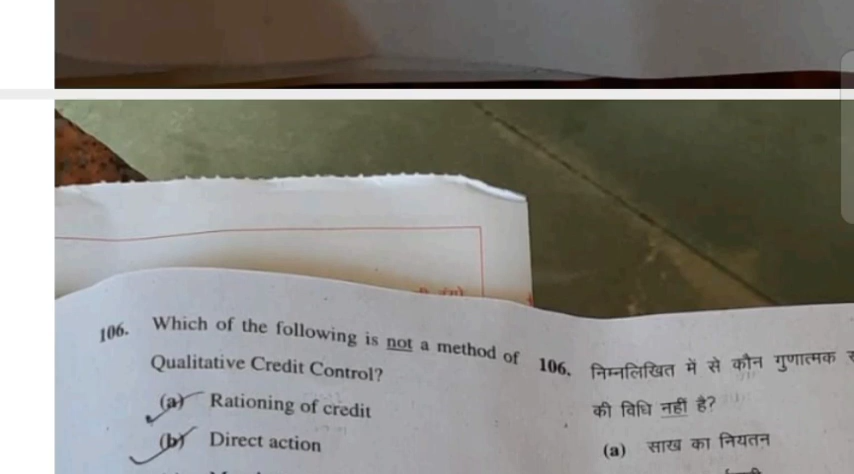 106. Which of the following is not a method of
Qualitative Credit Control?
(a) Rationing of credit
(b) Direct action
106. निम्नलिखित में से कौन गुणात्मक
की विधि नहीं है?
(a) साख का नियतन